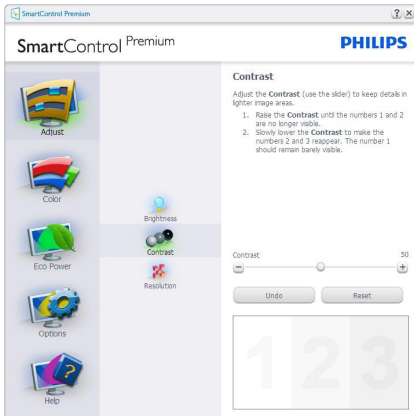 SmartControl Premium
SmartControl Premium
PHILIPS
Adjust
Color
Eco Power
Options
Help
Brightness
Contrast
Resolution
Contrast
Adjust the Contrast (use the slider) to keep details in
lighter image areas.
1. Raise the Contrast until the numbers 1 and 2
are no longer visible.
2. Slowly lower the Contrast to make the
numbers 2 and 3 reappear. The number 1
should remain barely visible.
Contrast 50
Undo Reset
1 2 3